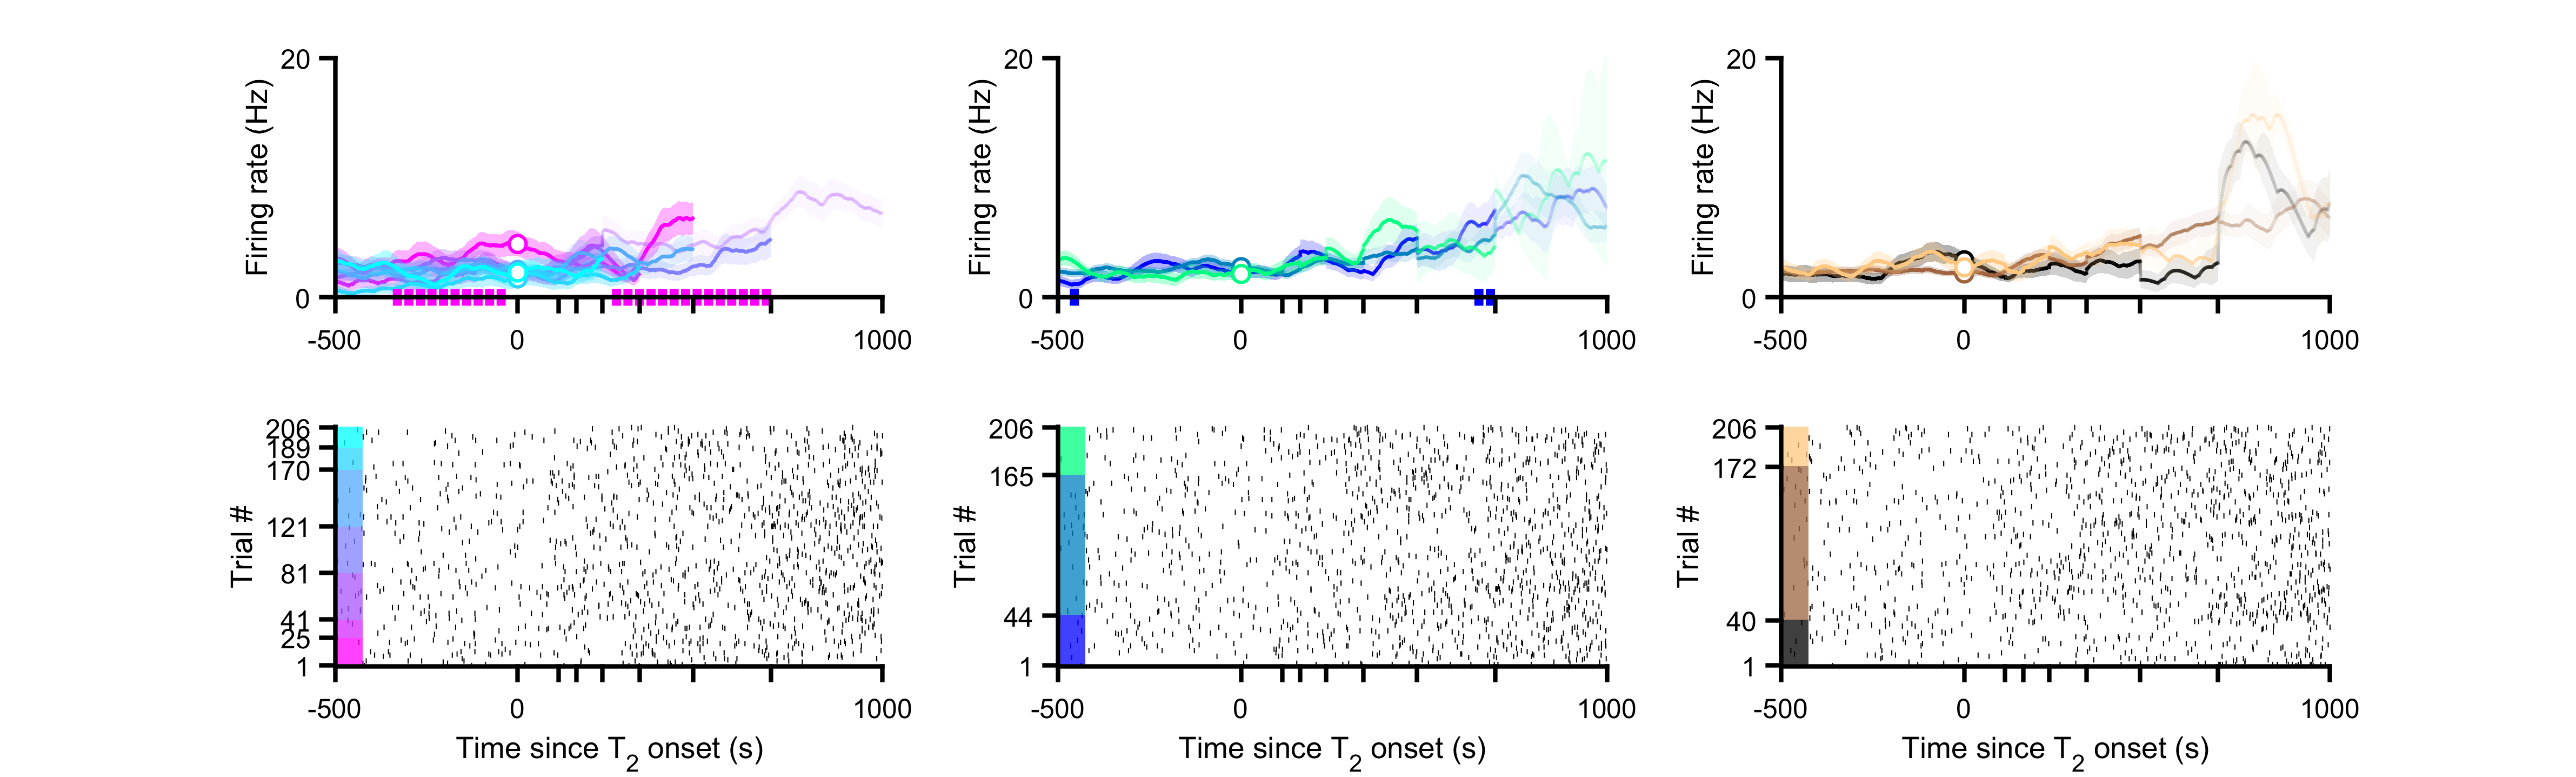 20
Firing rate (Hz)
0
-500 0 1000
20
Firing rate (Hz)
0
-500 0 1000
20
Firing rate (Hz)
0
-500 0 1000
206
189
170
121
81
41
25
1
Trial #
-500 0 1000
Time since T2 onset (s)
206
165
44
1
Trial #
-500 0 1000
Time since T2 onset (s)
206
172
40
1
Trial #
-500 0 1000
Time since T2 onset (s)